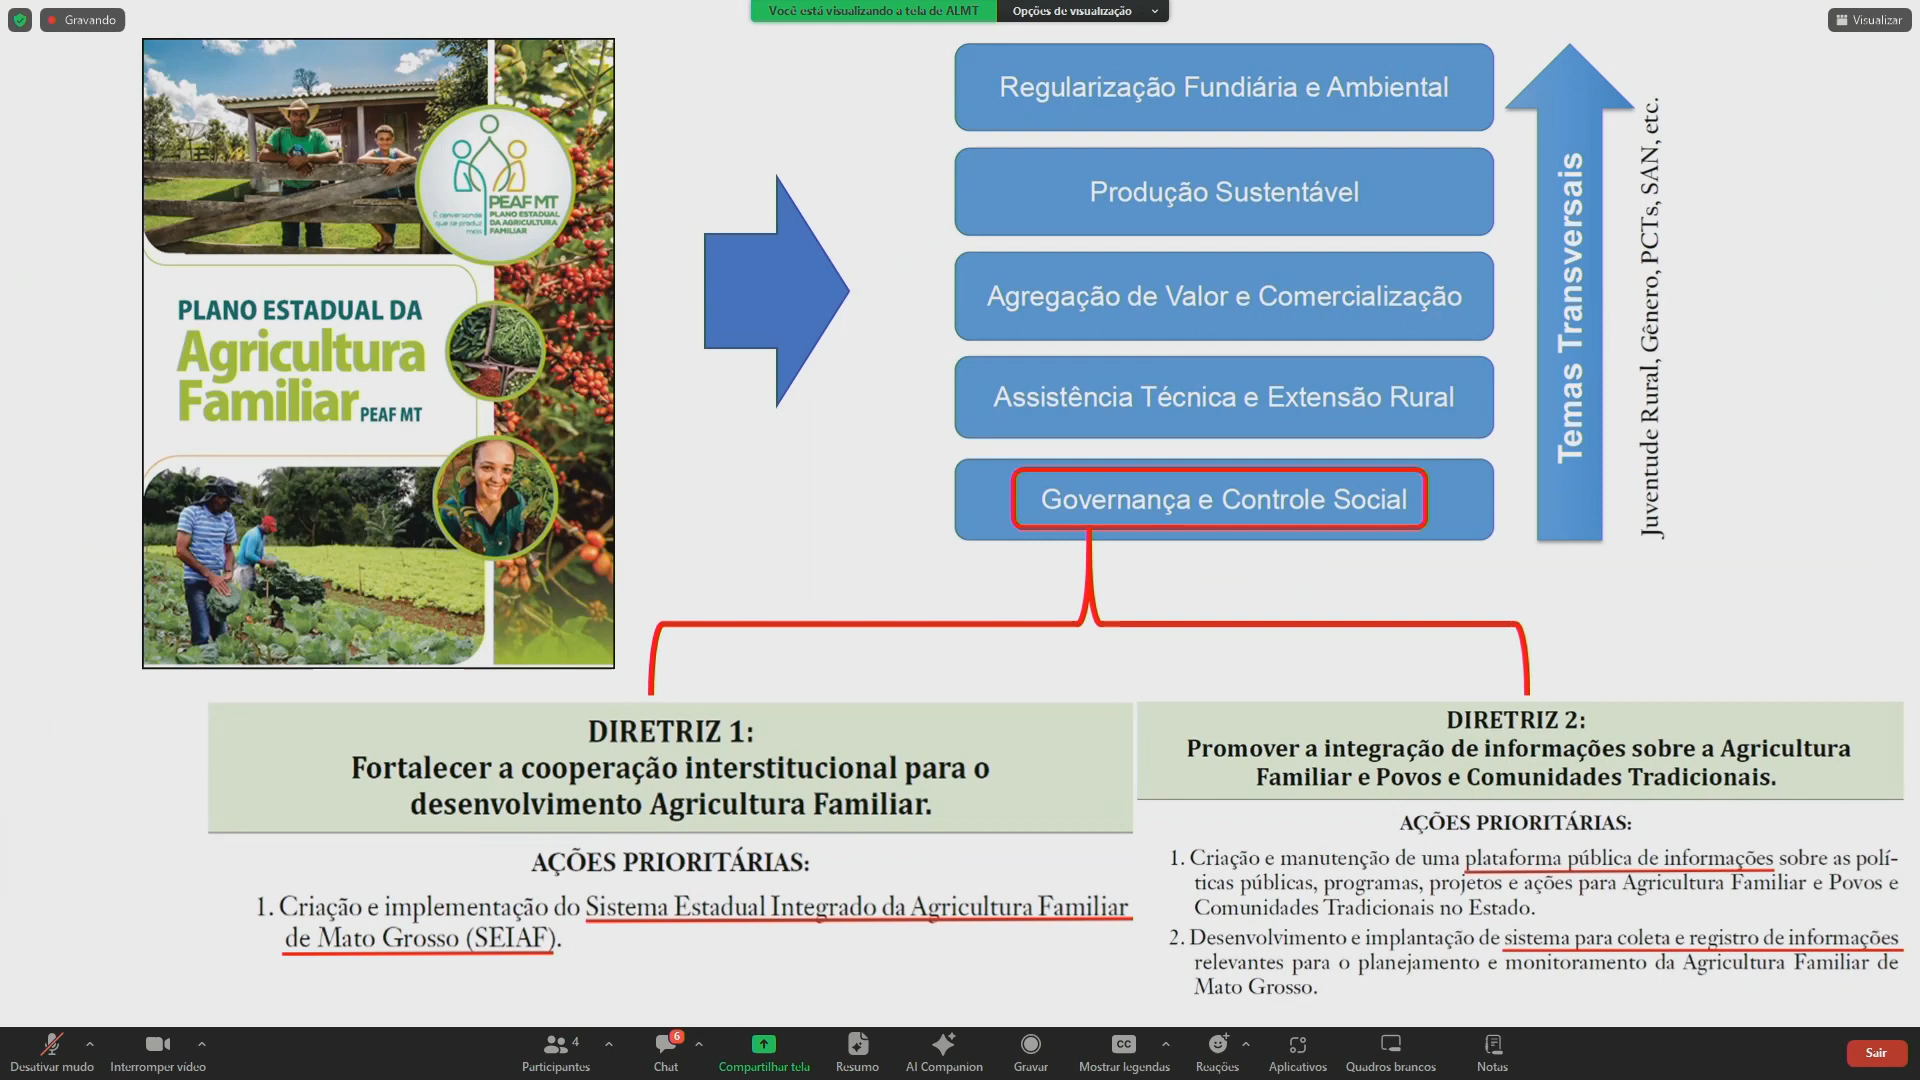 Gravando
Você está visualizando a tela de ALMT
Opções de visualização
Visualizar
PEAF MT
PLANO ESTADUAL
DA AGRICULTURA
FAMILIAR
É conversando
que se produz
mais
PLANO ESTADUAL DA
Agricultura
Familiar PEAF MT
Regularização Fundiária e Ambiental
Produção Sustentável
Agregação de Valor e Comercialização
Assistência Técnica e Extensão Rural
Governança e Controle Social
Temas Transversais
Juventude Rural, Gênero, PCTs, SAN, etc.
DIRETRIZ 1:
Fortalecer a cooperação interstitucional para o
desenvolvimento Agricultura Familiar.
AÇÕES PRIORITÁRIAS:
1. Criação e implementação do Sistema Estadual Integrado da Agricultura Familiar
de Mato Grosso (SEIAF).
DIRETRIZ 2:
Promover a integração de informações sobre a Agricultura
Familiar e Povos e Comunidades Tradicionais.
AÇÕES PRIORITÁRIAS:
1. Criação e manutenção de uma plataforma pública de informações sobre as polí-
ticas públicas, programas, projetos e ações para Agricultura Familiar e Povos e
Comunidades Tradicionais no Estado.
2. Desenvolvimento e implantação de sistema para coleta e registro de informações
relevantes para o planejamento e monitoramento da Agricultura Familiar de
Mato Grosso.
Desativar mudo
Interromper vídeo
4
Participantes
6
Chat
Compartilhar tela
Resumo
AI Companion
Gravar
CC
Mostrar legendas
Reações
Aplicativos
Quadros brancos
Notas
Sair